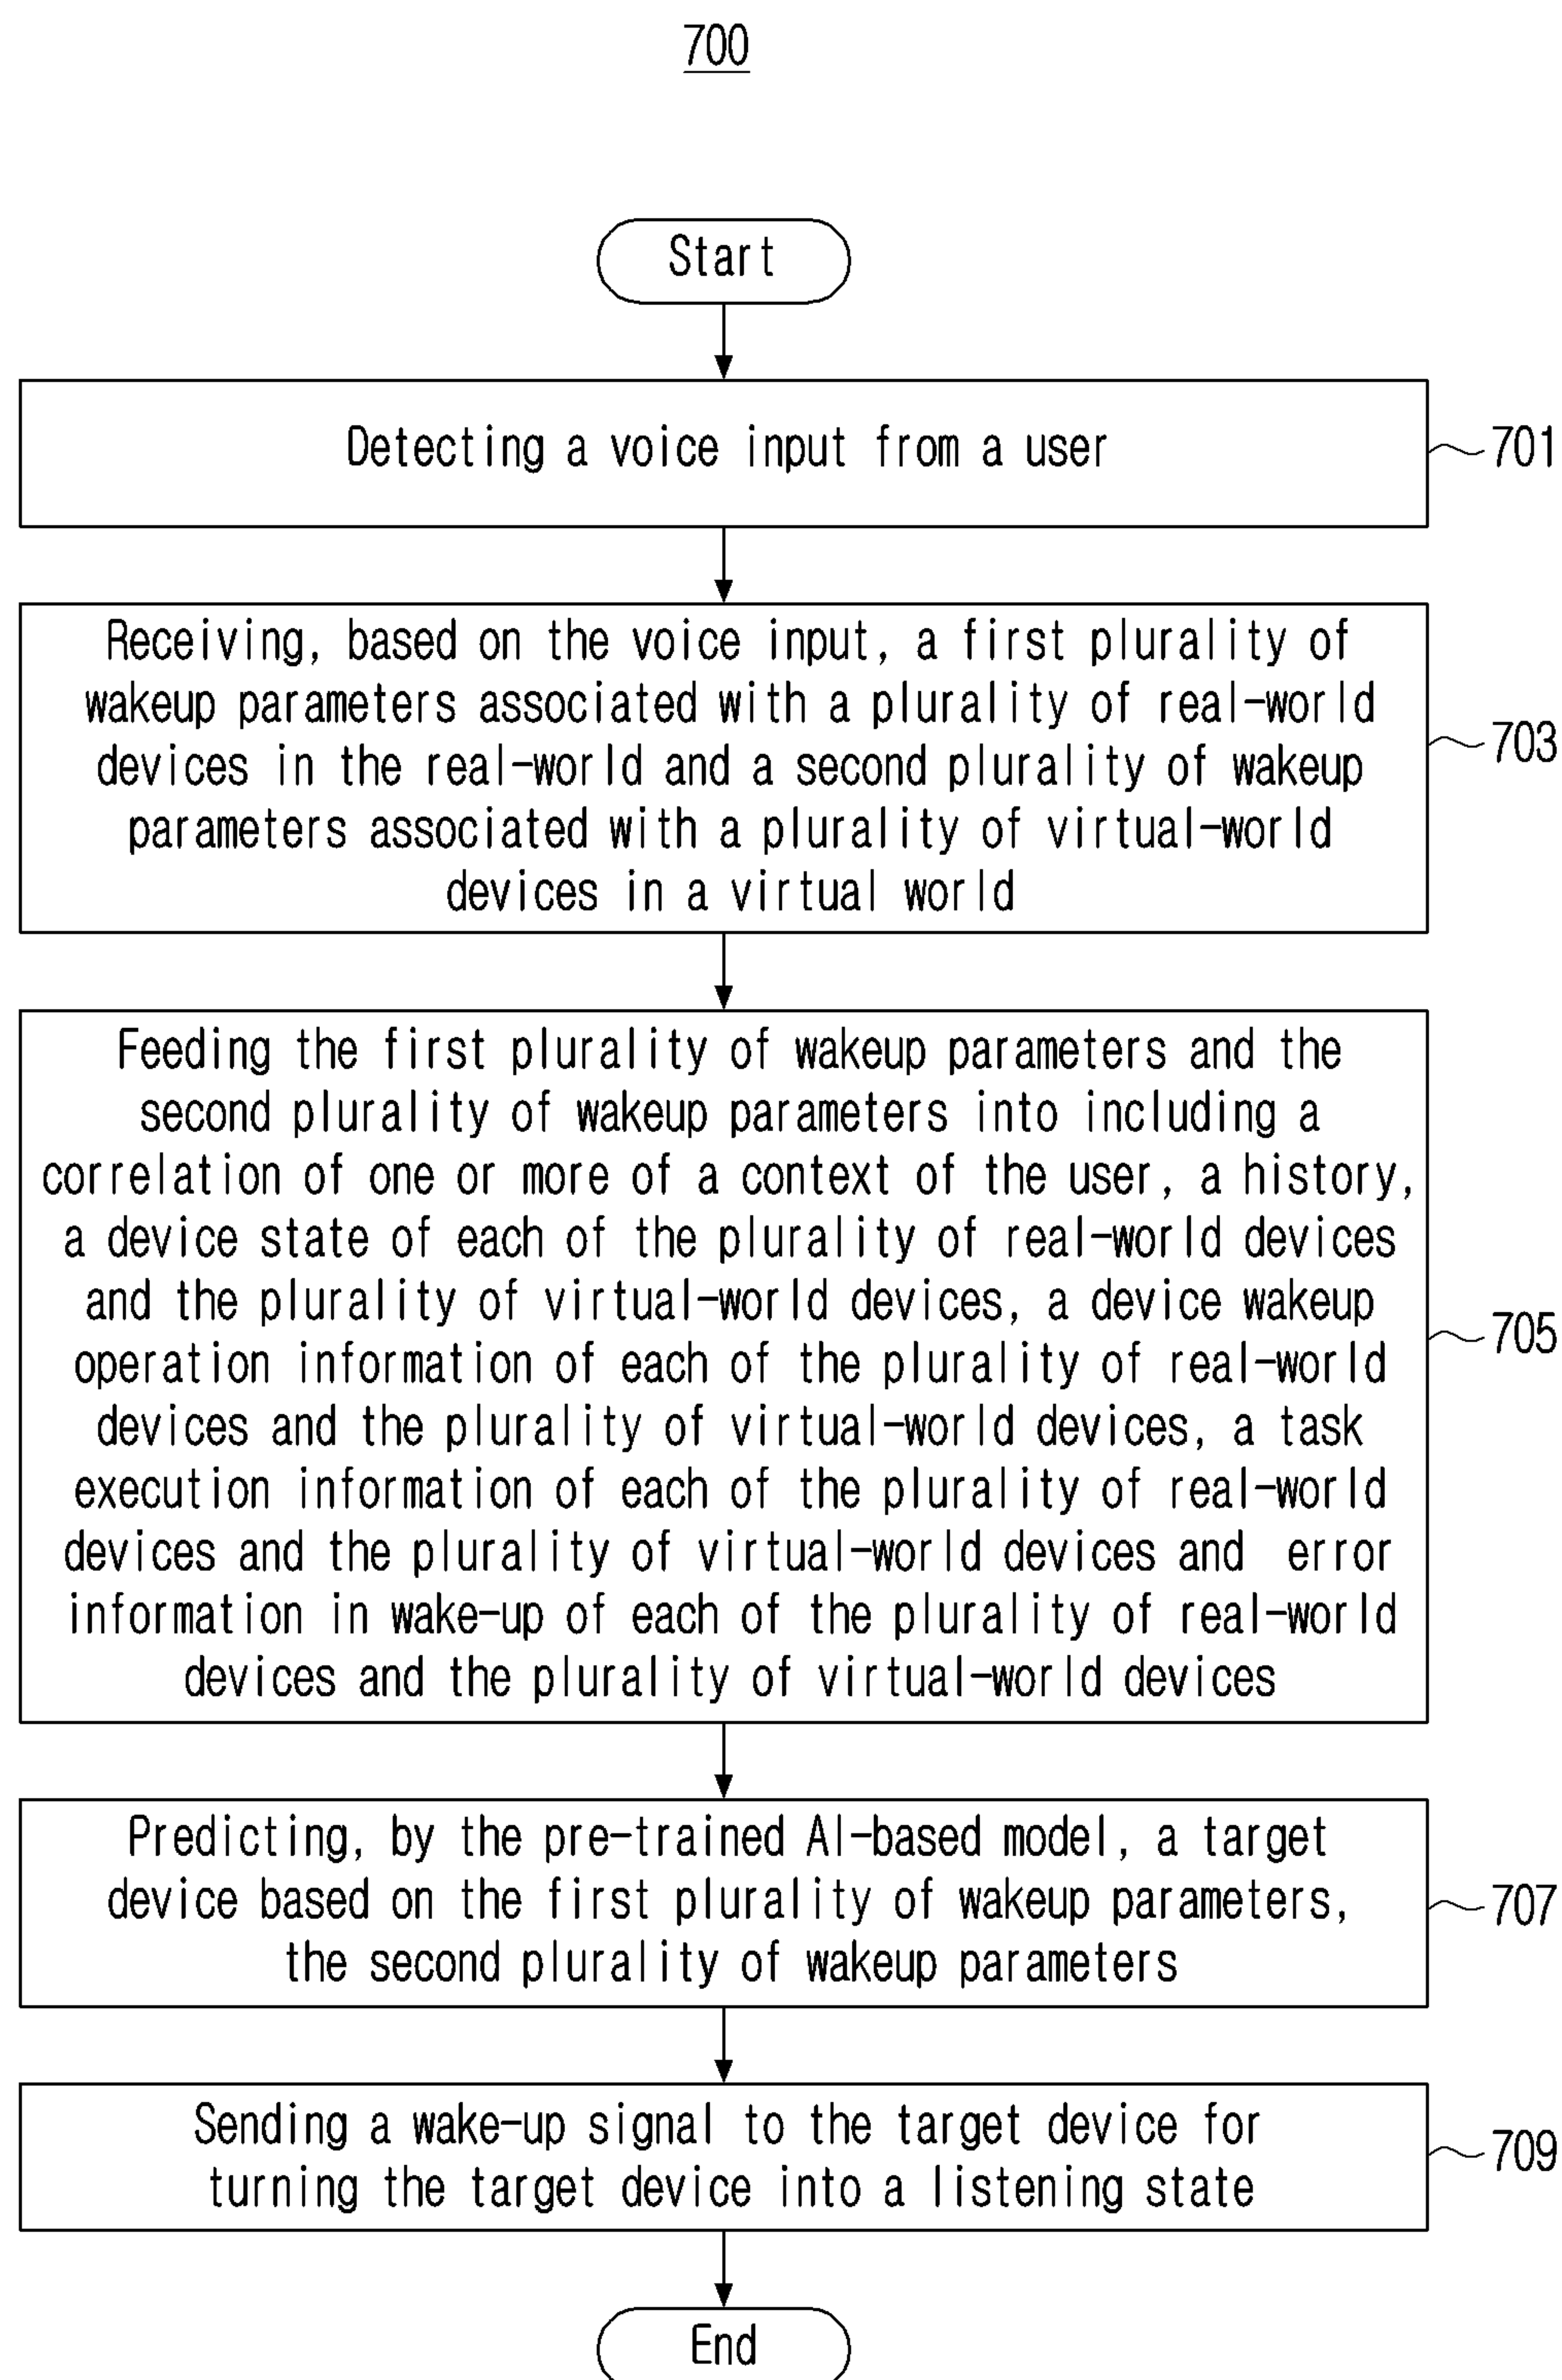 700
Start
Detecting a voice input from a user
701
Receiving, based on the voice input, a first plurality of
wakeup parameters associated with a plurality of real-world
devices in the real-world and a second plurality of wakeup
parameters associated with a plurality of virtual-world
devices in a virtual world
703
Feeding the first plurality of wakeup parameters and the
second plurality of wakeup parameters into including a
correlation of one or more of a context of the user, a history,
a device state of each of the plurality of real-world devices
and the plurality of virtual-world devices, a device wakeup
operation information of each of the plurality of real-world
devices and the plurality of virtual-world devices, a task
execution information of each of the plurality of real-world
devices and the plurality of virtual-world devices and error
information in wake-up of each of the plurality of real-world
devices and the plurality of virtual-world devices
705
Predicting, by the pre-trained AI-based model, a target
device based on the first plurality of wakeup parameters,
the second plurality of wakeup parameters
707
Sending a wake-up signal to the target device for
turning the target device into a listening state
709
End